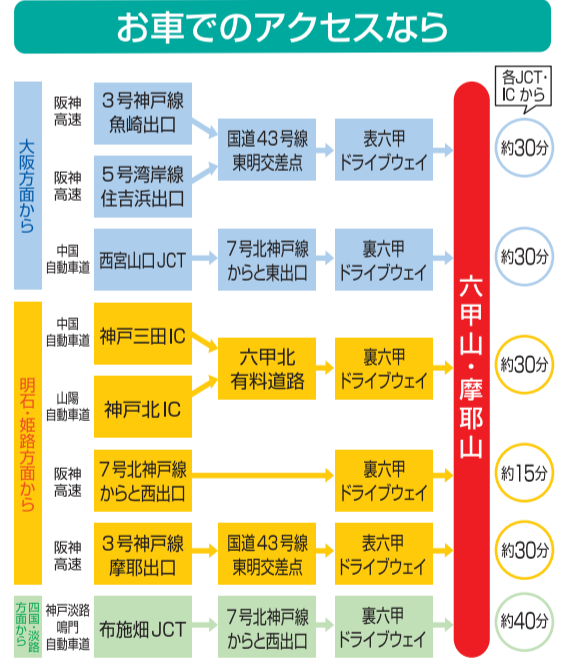 お車でのアクセスなら
各JCT・
ICから
大阪方面から
阪神
高速
3号神戸線
魚崎出口
阪神
高速
5号湾岸線
住吉浜出口
国道43号線
東明交差点
表六甲
ドライブウェイ
約30分
中国
自動車道
西宮山口JCT
7号北神戸線
からと東出口
裏六甲
ドライブウェイ
約30分
明石・姫路方面から
中国
自動車道
神戸三田IC
山陽
自動車道
神戸北IC
六甲北
有料道路
裏六甲
ドライブウェイ
約30分
阪神
高速
7号北神戸線
からと西出口
裏六甲
ドライブウェイ
約15分
阪神
高速
3号神戸線
摩耶出口
国道43号線
東明交差点
表六甲
ドライブウェイ
約30分
四国・淡路
方面から
神戸淡路
鳴門
自動車道
布施畑JCT
7号北神戸線
からと西出口
裏六甲
ドライブウェイ
約40分
六甲山・摩耶山